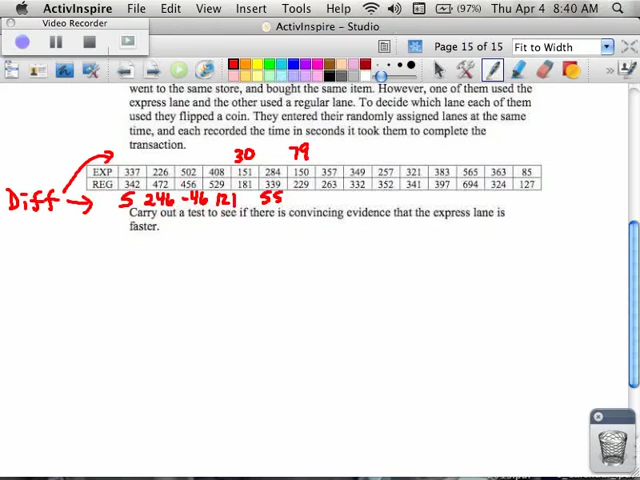 ActivInspire File Edit View Insert Tools Help (97%) Thu Apr 4 8:40 AM
Video Recorder
ActivInspire – Studio
Page 15 of 15 Fit to Width
went to the same store, and bought the same item. However, one of them used the
express lane and the other used a regular lane. To decide which lane each of them
used they flipped a coin. They entered their randomly assigned lanes at the same
time, and each recorded the time in seconds it took them to complete the
transaction.
30 79
EXP 337 226 502 408 151 284 150 357 349 257 321 383 565 363 85
REG 342 472 456 529 181 339 229 263 332 352 341 397 694 324 127
Diff 5 246 -46 121 55
Carry out a test to see if there is convincing evidence that the express lane is
faster.